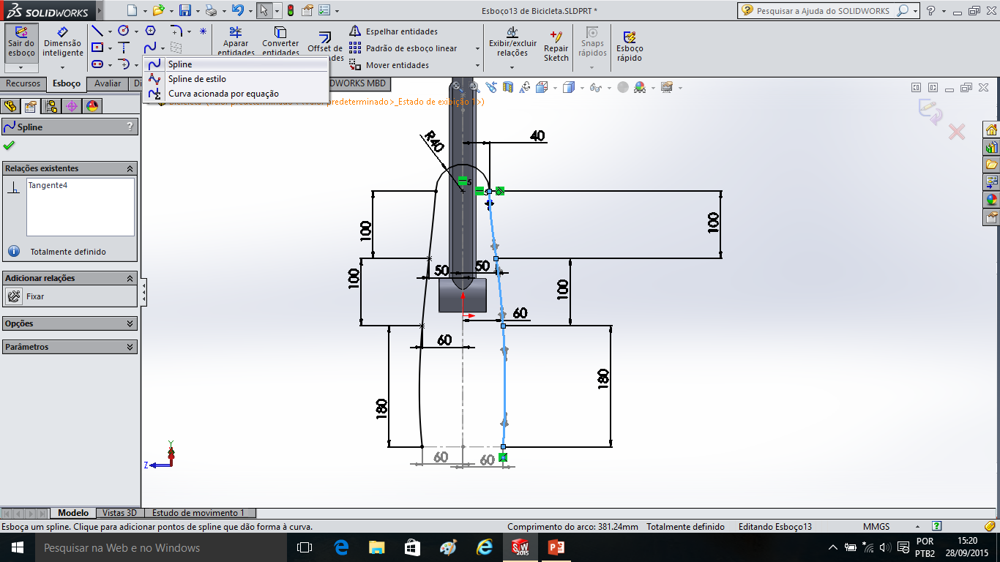 SOLIDWORKS
Esboço13 de Bicicleta.SLDPRT *
Pesquisar a Ajuda do SOLIDWORKS
Sair do esboço
Dimensão inteligente
Aparar entidades
Converter entidades
Offset de
Espelhar entidades
Padrão de esboço linear
Mover entidades
Exibir/excluir relações
Repair Sketch
Snaps rápidos
Esboço rápido
Spline
Spline de estilo
Curva acionada por equação
Recursos
Esboço
Avaliar
MBD
Spline
?
Relações existentes
Tangente4
Totalmente definido
Adicionar relações
Fixar
Opções
Parâmetros
R40
40
5
100
100
50
50
100
100
60
60
180
180
60
60
Y
Z
Modelo
Vistas 3D
Estudo de movimento 1
Esboça um spline. Clique para adicionar pontos de spline que dão forma à curva.
Comprimento do arco: 381.24mm
Totalmente definido
Editando Esboço13
MMGS
Pesquisar na Web e no Windows
SW
2015
POR
PTB2
15:20
28/09/2015